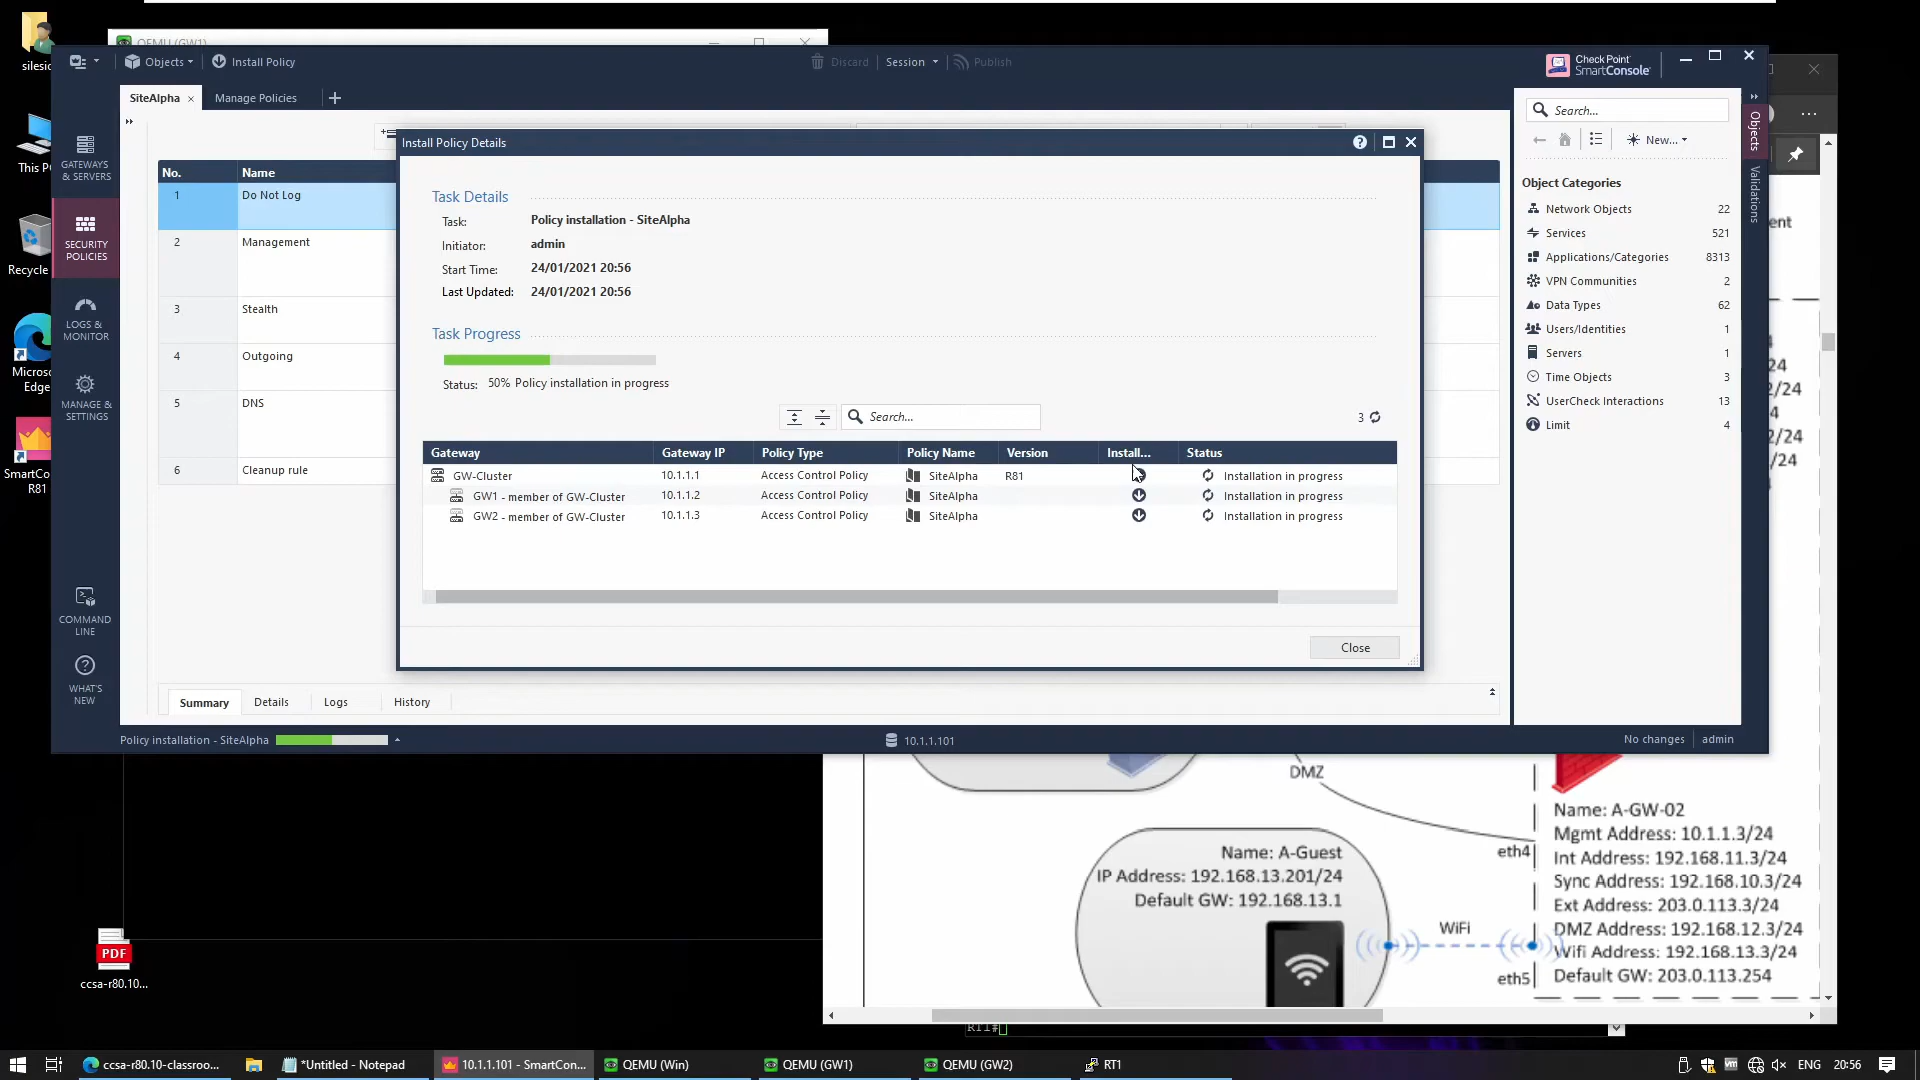 silesic
QEMU (GW1)
Objects
Install Policy
Discard
Session
Publish
Check Point
SmartConsole
SiteAlpha
Manage Policies
Search...
New...
Objects
Validations
GATEWAYS
& SERVERS
SECURITY
POLICIES
LOGS &
MONITOR
MANAGE &
SETTINGS
COMMAND
LINE
WHAT'S
NEW
This PC
Recycle
Micros
Edge
SmartCo
R81
PDF
ccsa-r80.10...
No. Name
1 Do Not Log
2 Management
3 Stealth
4 Outgoing
5 DNS
6 Cleanup rule
Install Policy Details
Task Details
Task: Policy installation - SiteAlpha
Initiator: admin
Start Time: 24/01/2021 20:56
Last Updated: 24/01/2021 20:56
Task Progress
Status: 50% Policy installation in progress
Search...
3
Gateway Gateway IP Policy Type Policy Name Version Install... Status
GW-Cluster 10.1.1.1 Access Control Policy SiteAlpha R81 Installation in progress
GW1 - member of GW-Cluster 10.1.1.2 Access Control Policy SiteAlpha Installation in progress
GW2 - member of GW-Cluster 10.1.1.3 Access Control Policy SiteAlpha Installation in progress
Close
Object Categories
Network Objects 22
Services 521
Applications/Categories 8313
VPN Communities 2
Data Types 62
Users/Identities 1
Servers 1
Time Objects 3
UserCheck Interactions 13
Limit 4
ent
4
24
2/24
4
2/24
/24
Summary
Details
Logs
History
Policy installation - SiteAlpha
10.1.1.101
No changes
admin
DMZ
eth4
Name: A-GW-02
Mgmt Address: 10.1.1.3/24
Int Address: 192.168.11.3/24
Sync Address: 192.168.10.3/24
Ext Address: 203.0.113.3/24
DMZ Address: 192.168.12.3/24
Wifi Address: 192.168.13.3/24
Default GW: 203.0.113.254
Name: A-Guest
IP Address: 192.168.13.201/24
Default GW: 192.168.13.1
WiFi
eth5
RT1#
ccsa-r80.10-classroo...
*Untitled - Notepad
10.1.1.101 - SmartCon...
QEMU (Win)
QEMU (GW1)
QEMU (GW2)
RT1
ENG
20:56